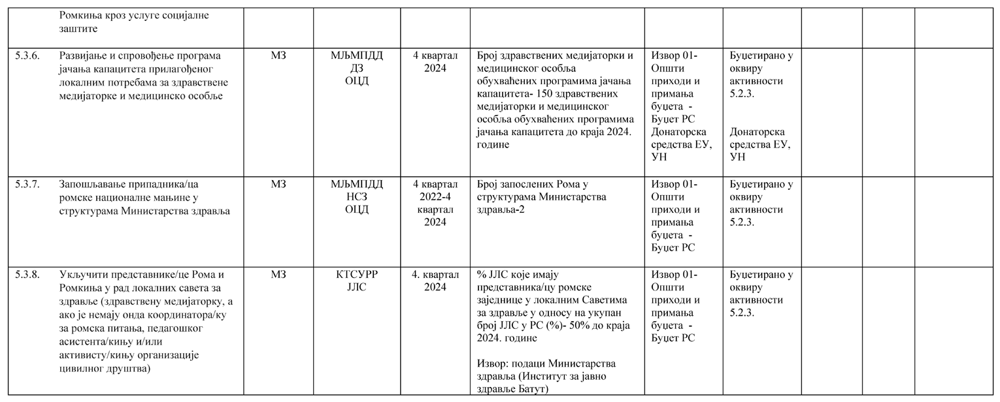 Ромкиња кроз услуге социјалне
заштите
5.3.6.
Развијање и спровођење програма
јачања капацитета прилагођеног
локалним потребама за здравствене
медијаторке и медицинско особље
МЗ
МЉМПДД
ДЗ
ОЦД
4 квартал
2024
Број здравствених медијаторки и
медицинског особља
обухваћених програмима јачања
капацитета- 150 здравствених
медијаторки и медицинског
особља обухваћених програмима
јачања капацитета до краја 2024.
године
Извор 01-
Општи
приходи и
примања
буџета -
Буџет РС
Донаторска
средства ЕУ,
УН
Буџетирано у
оквиру
активности
5.2.3.
Донаторска
средства ЕУ,
УН
5.3.7.
Запошљавање припадника/ца
ромске националне мањине у
структурама Министарства здравља
МЗ
МЉМПДД
НСЗ
ОЦД
4 квартал
2022-4
квартал
2024
Број запослених Рома у
структурама Министарства
здравља-2
Извор 01-
Општи
приходи и
примања
буџета -
Буџет РС
Буџетирано у
оквиру
активности
5.2.3.
5.3.8.
Укључити представнике/це Рома и
Ромкиња у рад локалних савета за
здравље (здравствену медијаторку, а
ако је немају онда координатора/ку
за ромска питања, педагошког
асистента/кињу и/или
активисту/кињу организације
цивилног друштва)
МЗ
КТСУРР
ЈЛС
4. квартал
2024
% ЈЛС које имају
представника/цу ромске
заједнице у локалним Саветима
за здравље у односу на укупан
број ЈЛС у РС (%)- 50% до краја
2024. године
Извор: подаци Министарства
здравља (Институт за јавно
здравље Батут)
Извор 01-
Општи
приходи и
примања
буџета -
Буџет РС
Буџетирано у
оквиру
активности
5.2.3.